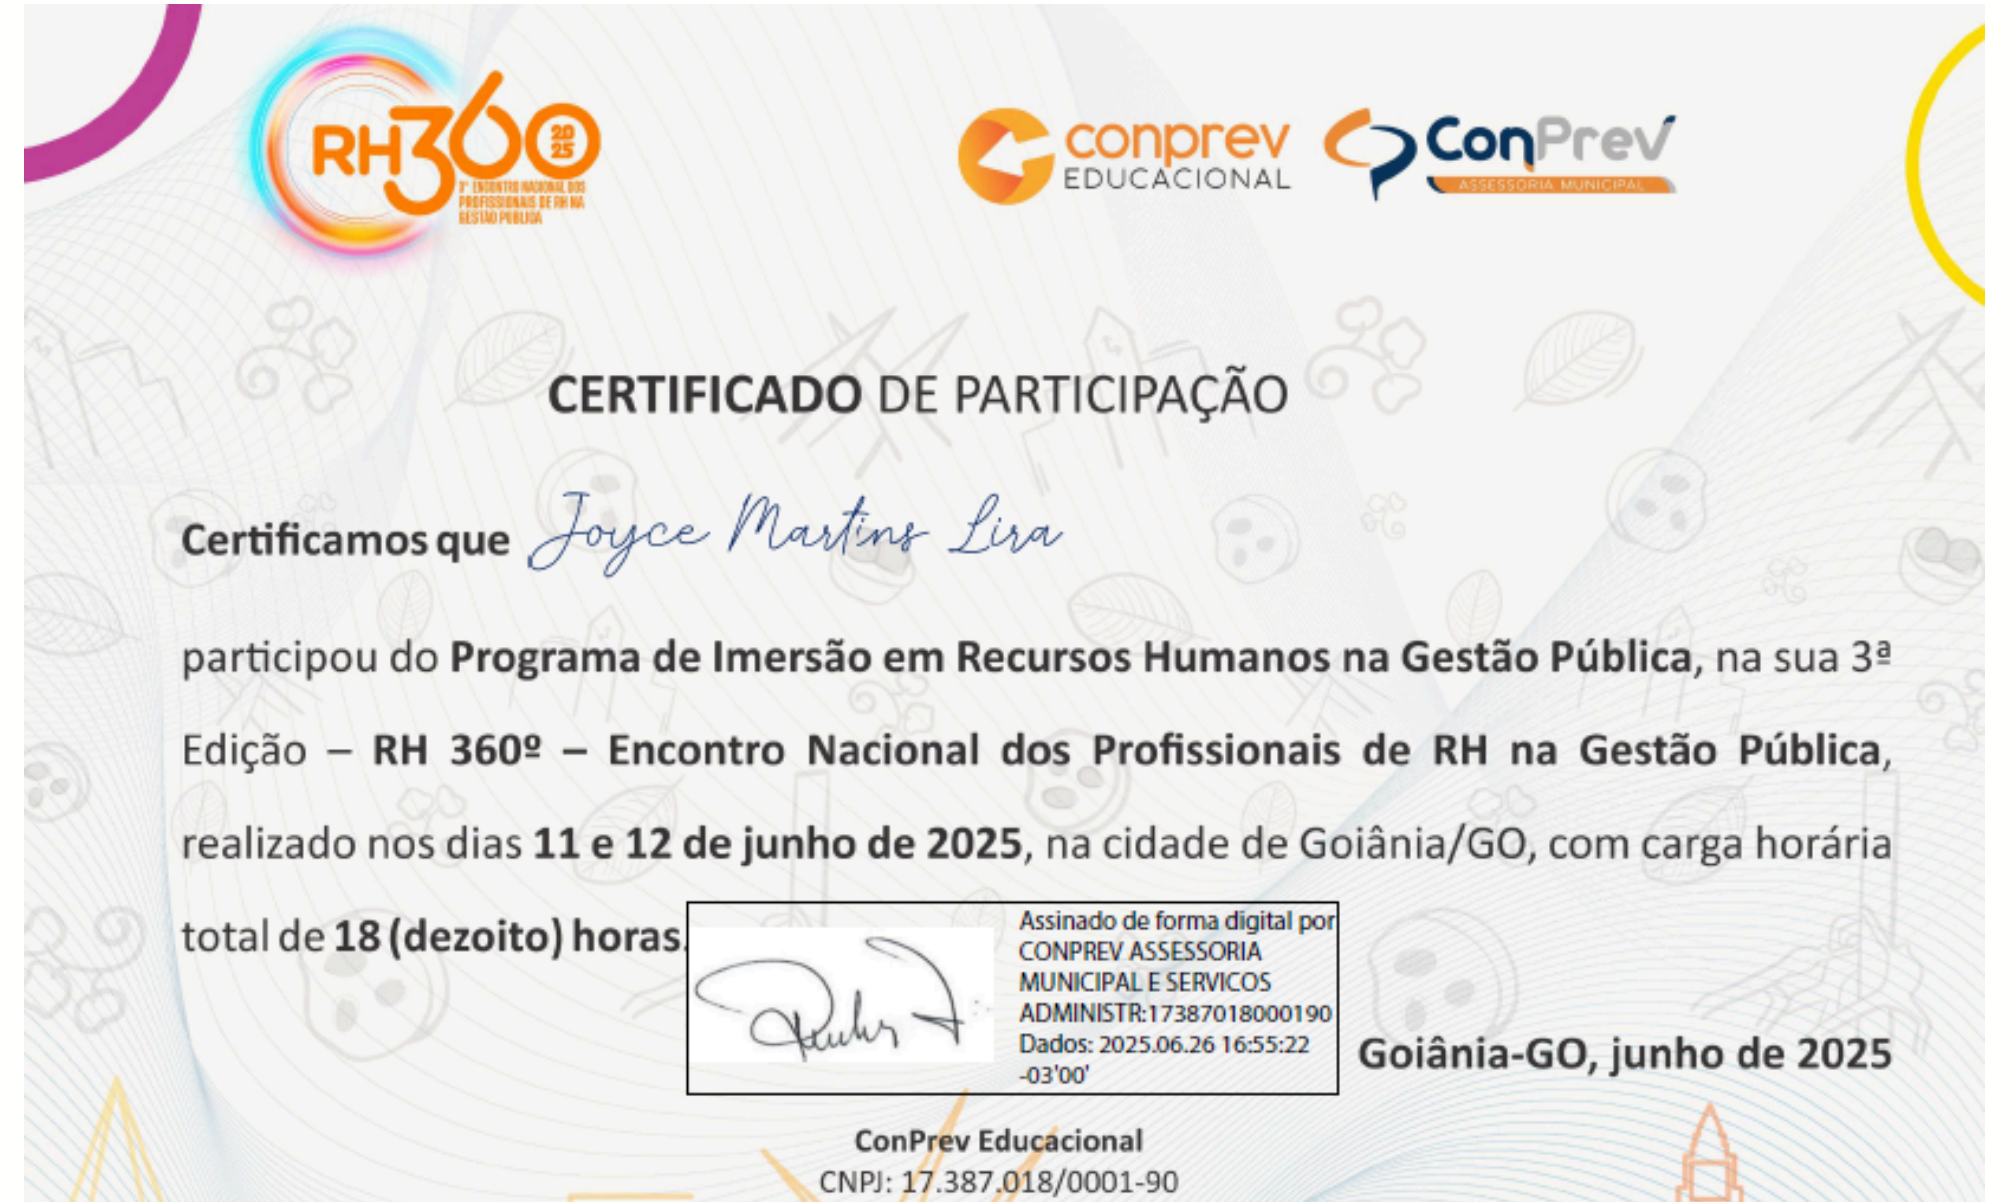 RH360 2025
3º ENCONTRO NACIONAL DOS
PROFISSIONAIS DE RH NA
GESTÃO PÚBLICA
conprev
EDUCACIONAL
ConPrev
ASSESSORIA MUNICIPAL
CERTIFICADO DE PARTICIPAÇÃO
Certificamos que Joyce Martins Lira
participou do Programa de Imersão em Recursos Humanos na Gestão Pública, na sua 3ª
Edição – RH 360º – Encontro Nacional dos Profissionais de RH na Gestão Pública,
realizado nos dias 11 e 12 de junho de 2025, na cidade de Goiânia/GO, com carga horária
total de 18 (dezoito) horas.
Assinado de forma digital por
CONPREV ASSESSORIA
MUNICIPAL E SERVICOS
ADMINISTR:17387018000190
Dados: 2025.06.26 16:55:22
-03'00'
Goiânia-GO, junho de 2025
ConPrev Educacional
CNPJ: 17.387.018/0001-90